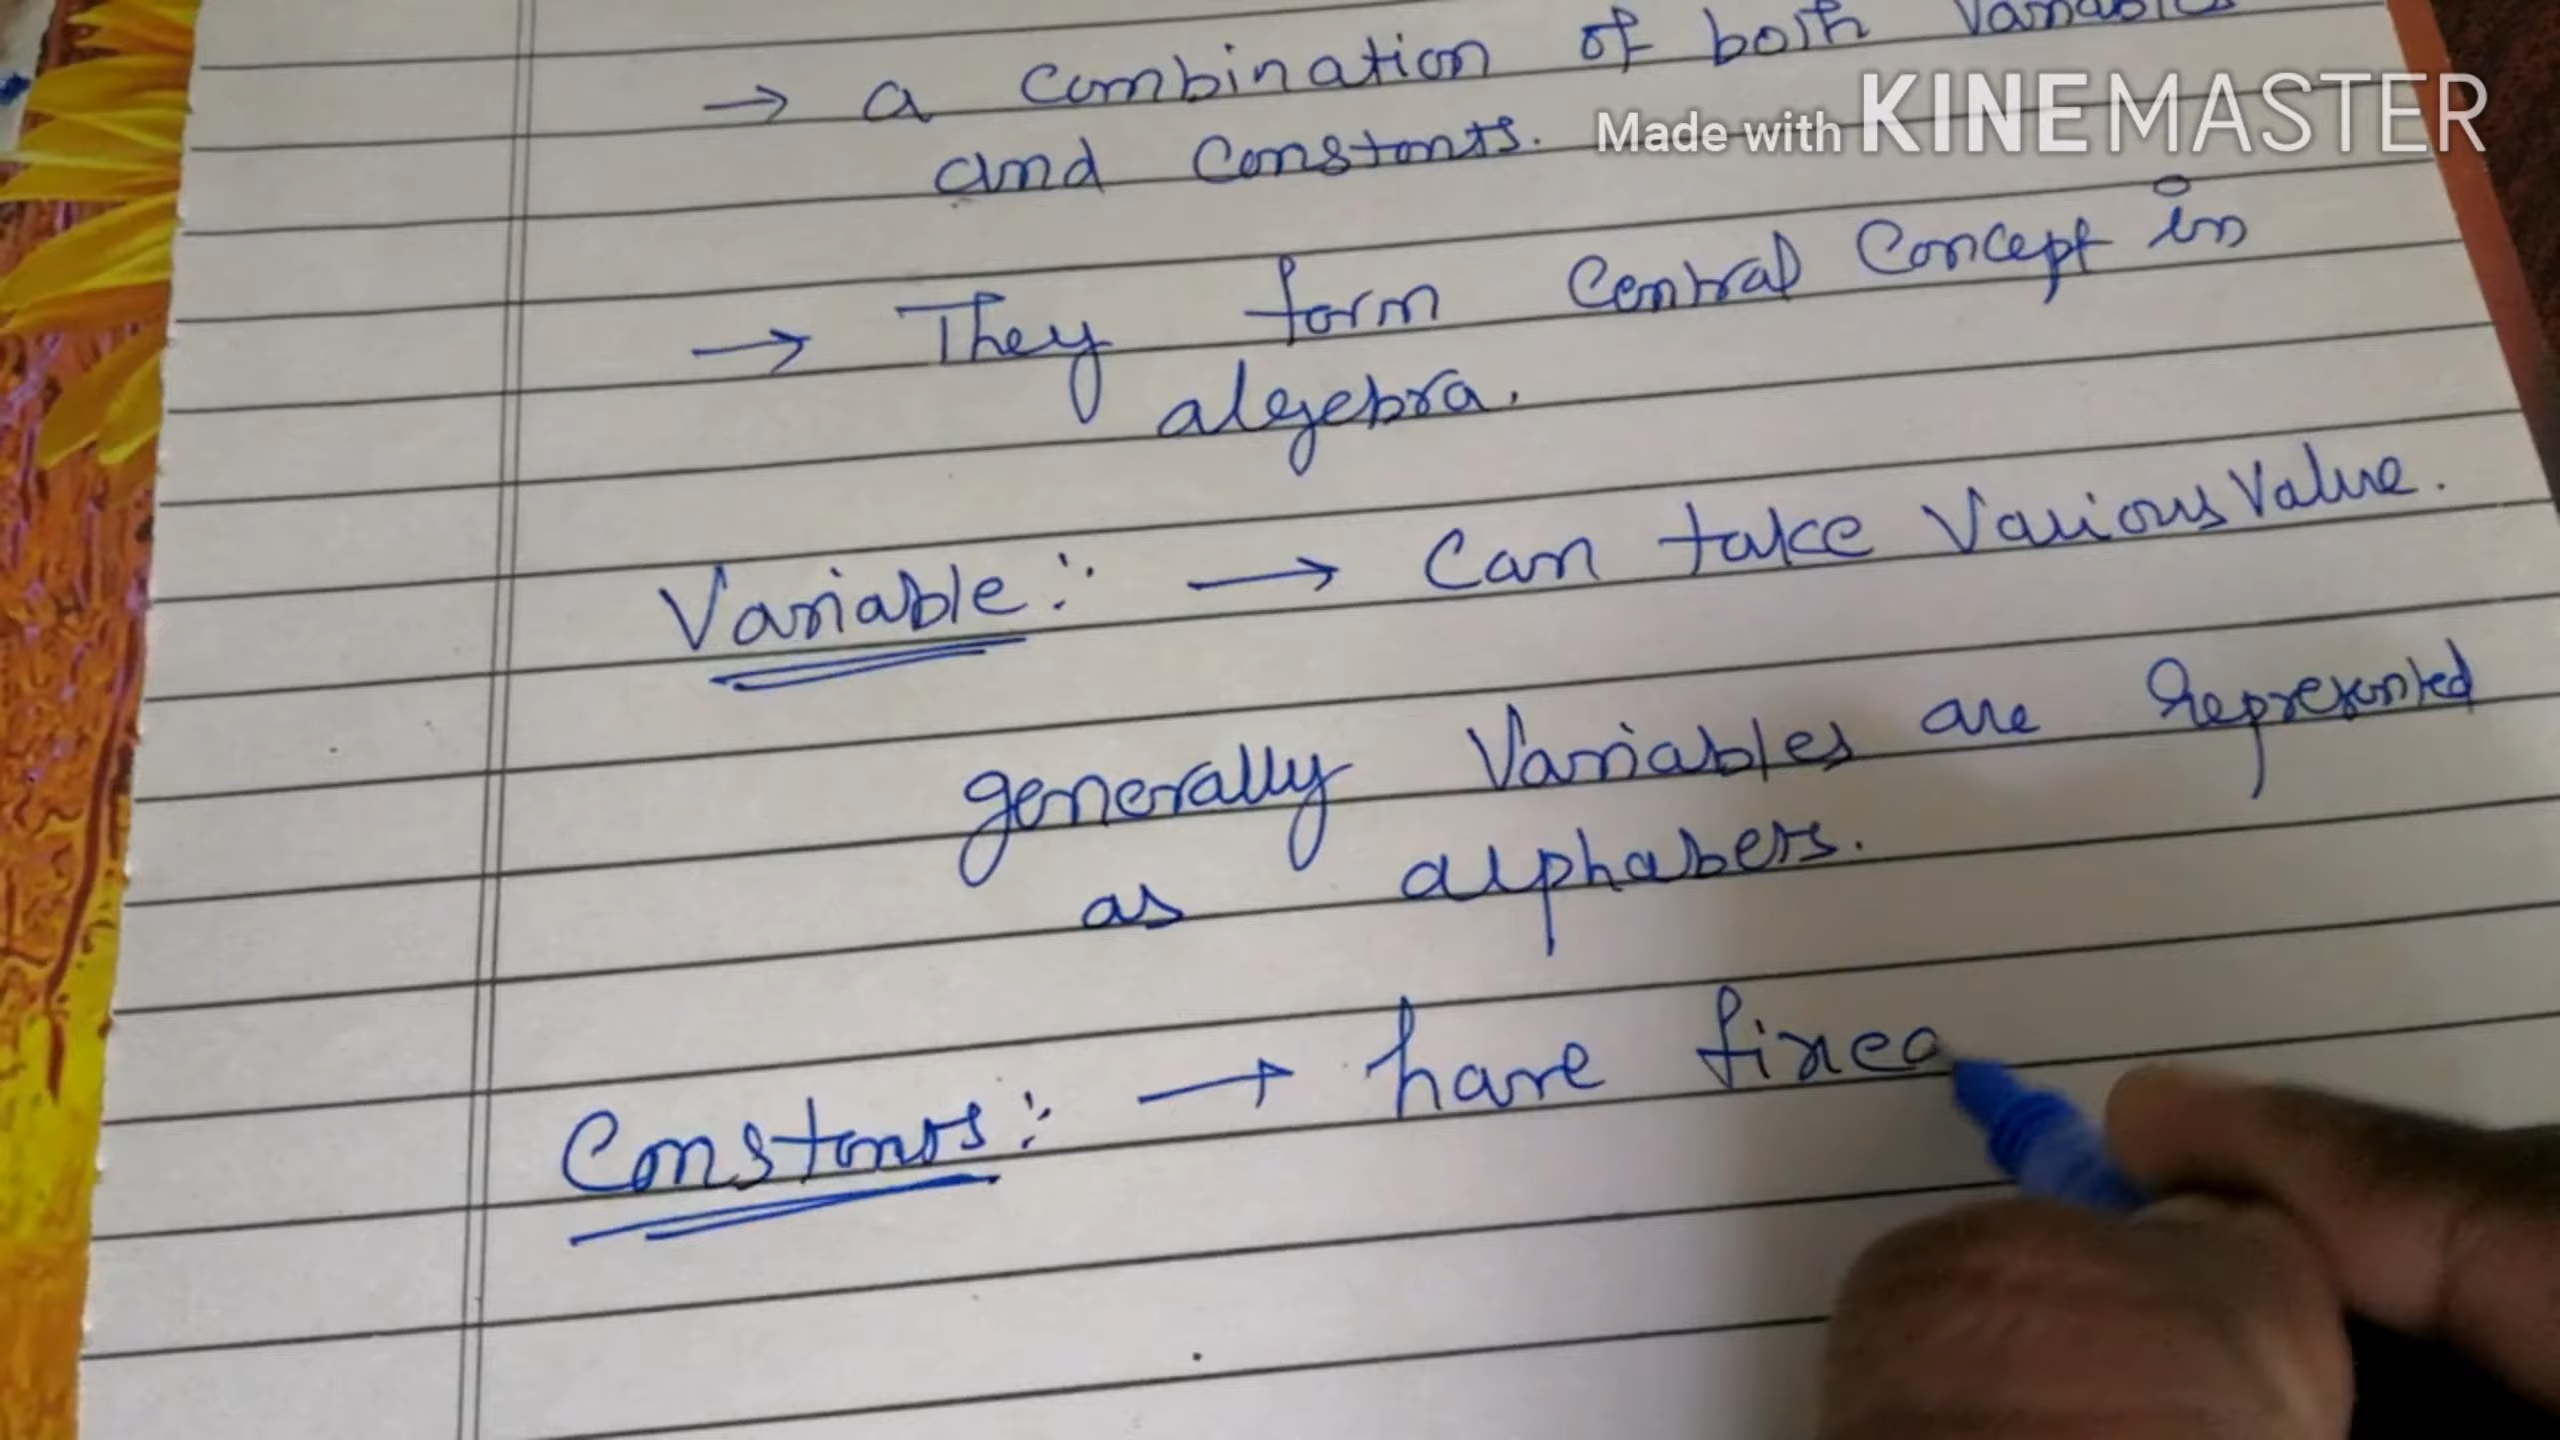 → a combination of both Variables
Made with KINEMASTER
and Constants.
→ They form Central Concept in
algebra.
Variable :- → Can take Various Value.
generally Variables are represented
as alphabets.
Constants :- → have fixed